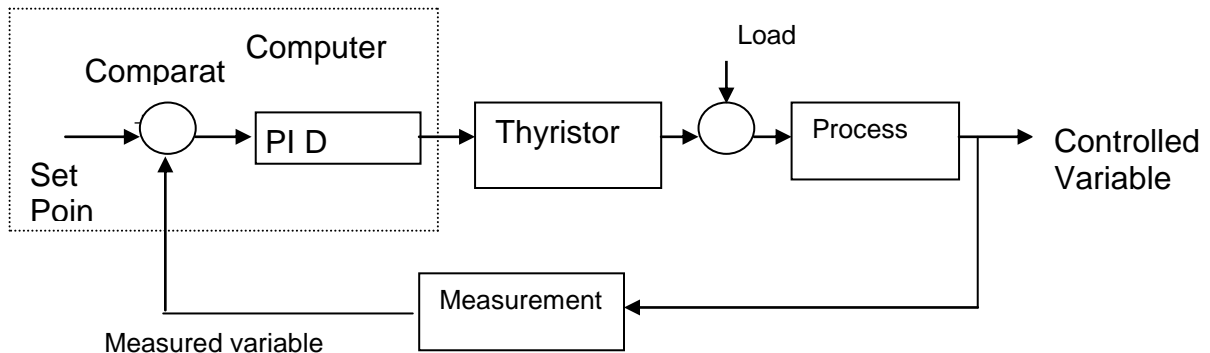 Computer
Comparat
Load
PI D
Thyristor
Process
Controlled
Variable
Set
Poin
Measurement
Measured variable